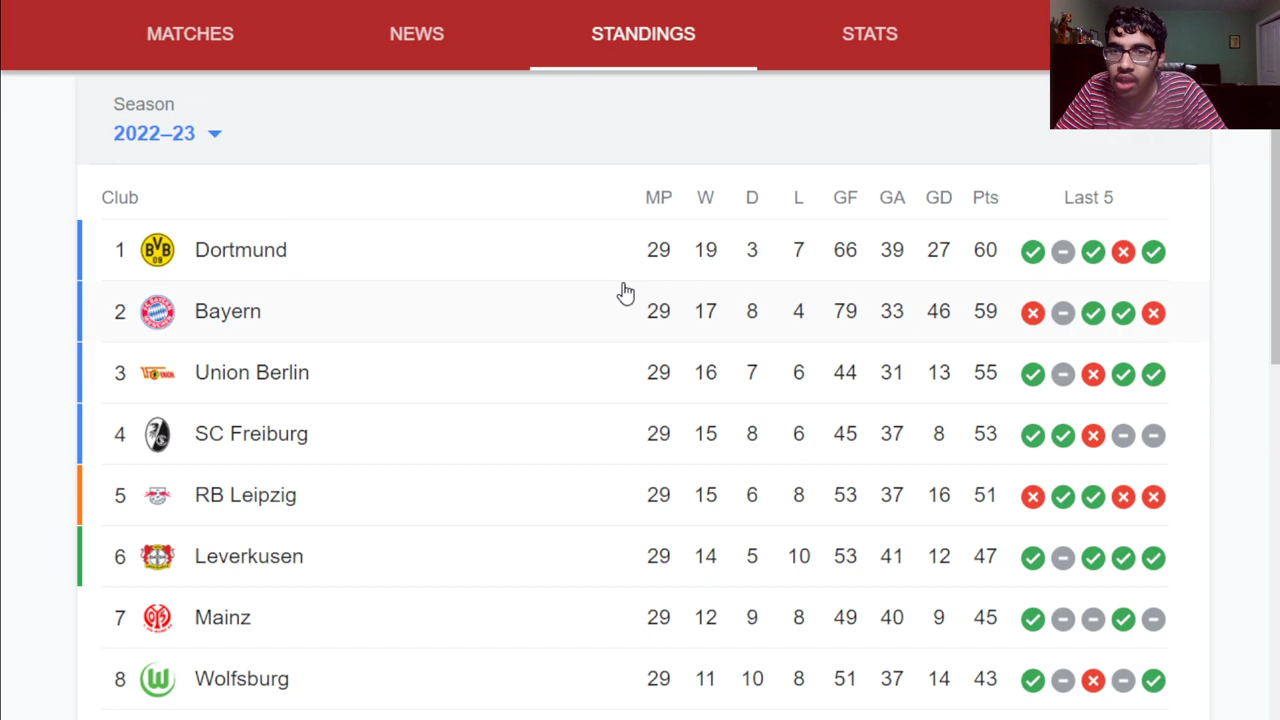 MATCHES NEWS STANDINGS STATS
Season
2022–23
Club MP W D L GF GA GD Pts Last 5
1 BVB 09 Dortmund 29 19 3 7 66 39 27 60
2 Bayern 29 17 8 4 79 33 46 59
3 Union Berlin 29 16 7 6 44 31 13 55
4 SC Freiburg 29 15 8 6 45 37 8 53
5 RB Leipzig 29 15 6 8 53 37 16 51
6 Leverkusen 29 14 5 10 53 41 12 47
7 Mainz 29 12 9 8 49 40 9 45
8 W Wolfsburg 29 11 10 8 51 37 14 43